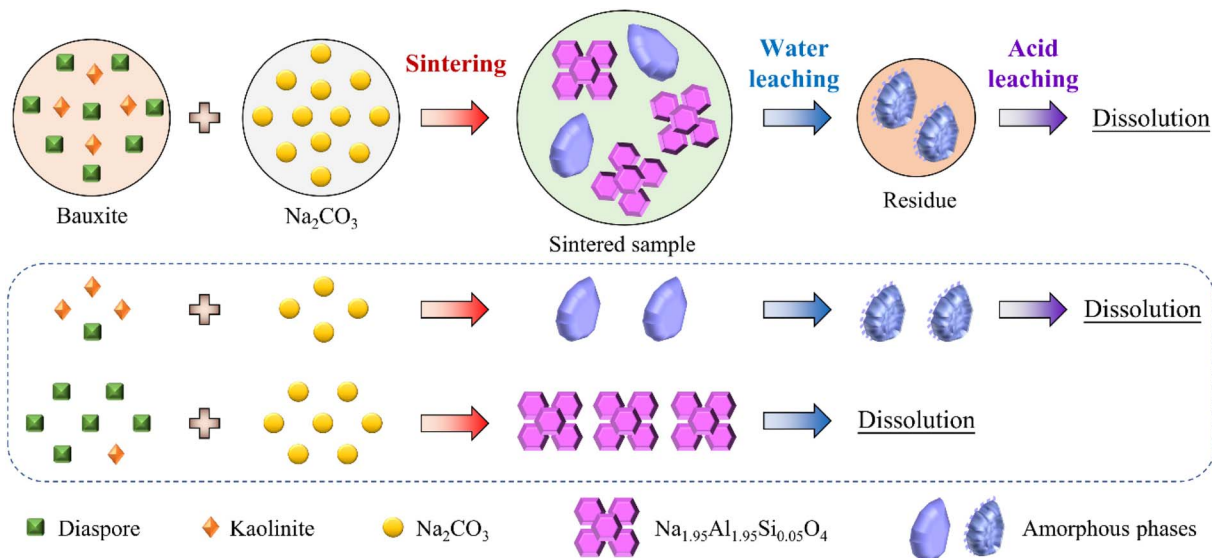 Sintering
Water
leaching
Acid
leaching
Dissolution
Bauxite
Na₂CO₃
Sintered sample
Residue
Dissolution
Dissolution
Diaspore
Kaolinite
Na₂CO₃
Na₁.₉₅Al₁.₉₅Si₀.₀₅O₄
Amorphous phases